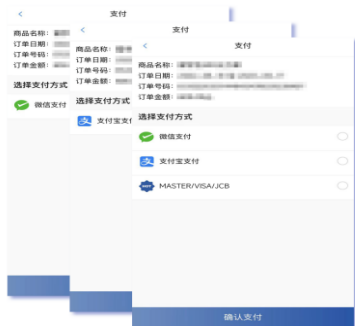 支付
商品名称:
订单日期:
订单号码:
订单金额:
选择支付方式
微信支付
支付
商品名称:
订单日期:
订单号码:
订单金额:
选择支付方式
支付宝支付
支付
商品名称:
订单日期:
订单号码:
订单金额:
选择支付方式
微信支付
支付宝支付
MASTER/VISA/JCB
确认支付